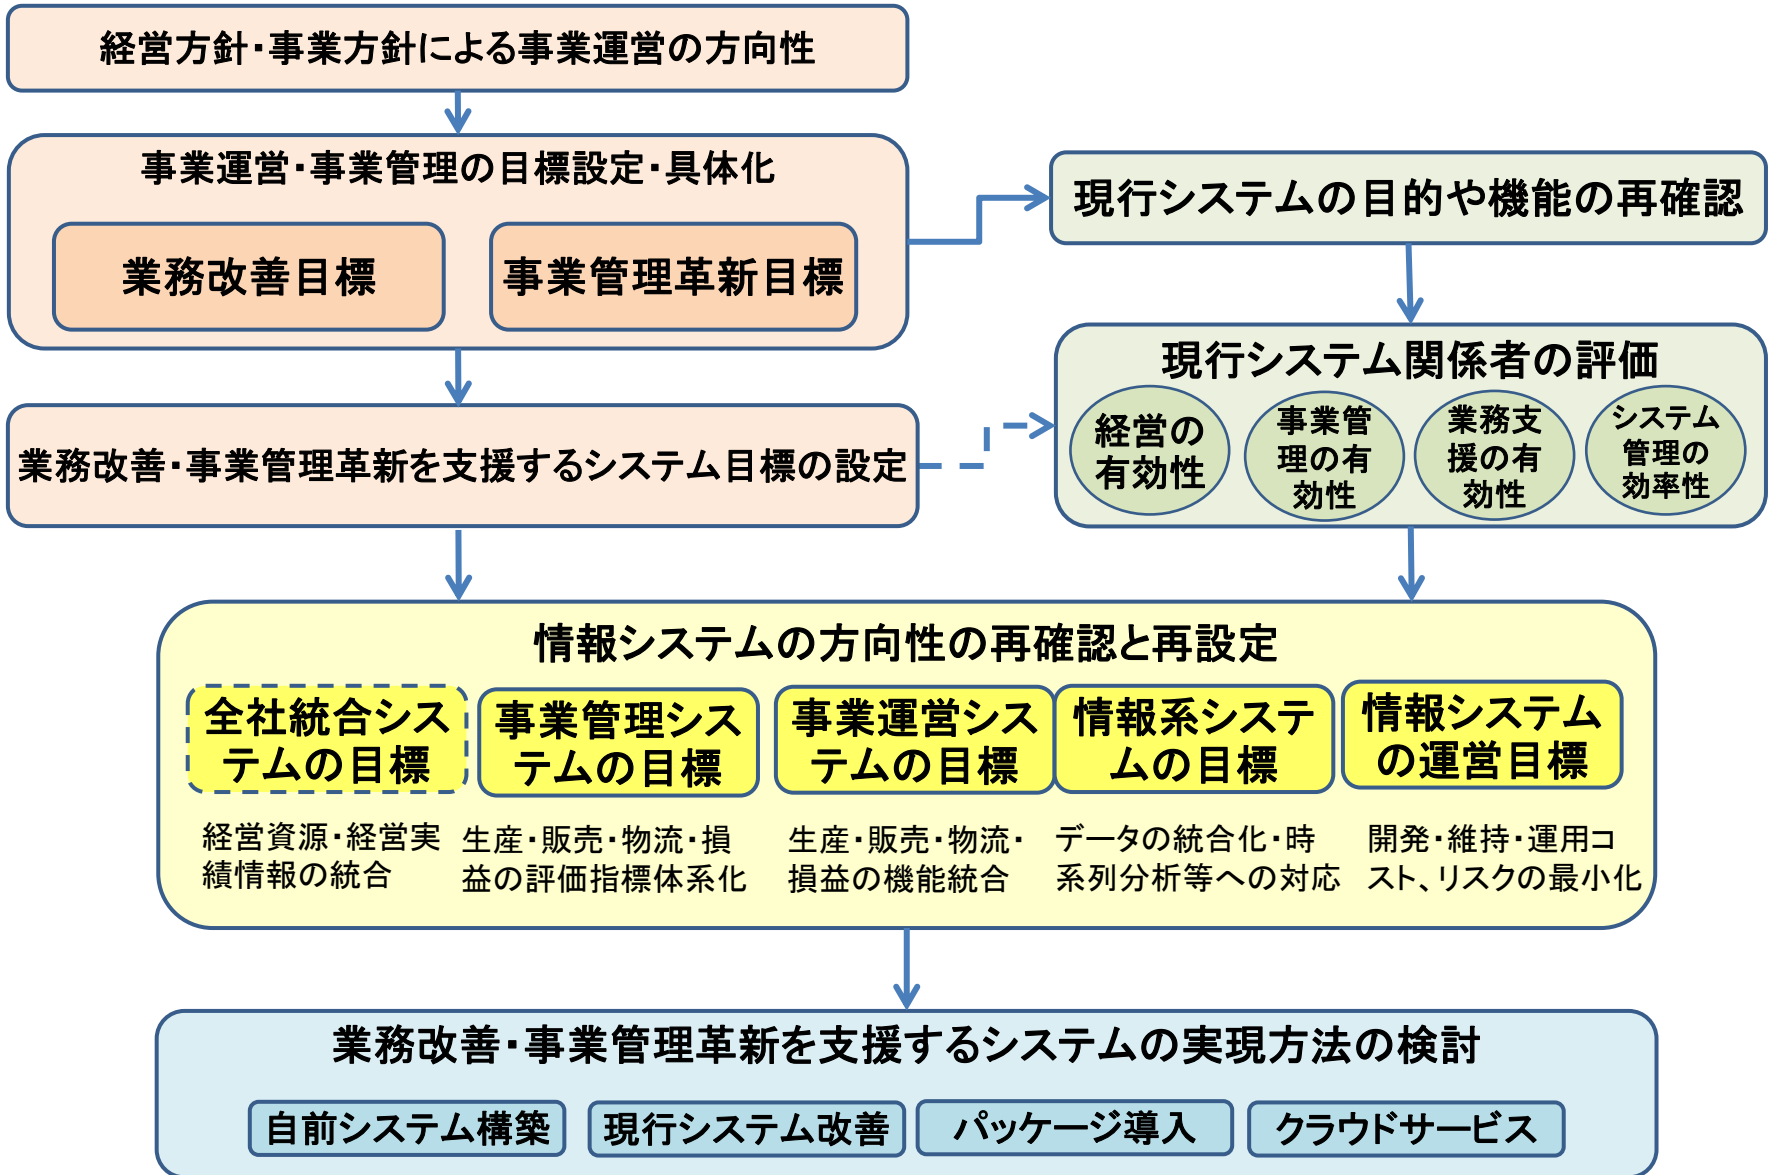 経営方針・事業方針による事業運営の方向性
事業運営・事業管理の目標設定・具体化
業務改善目標
事業管理革新目標
現行システムの目的や機能の再確認
業務改善・事業管理革新を支援するシステム目標の設定
現行システム関係者の評価
経営の
有効性
事業管
理の有
効性
業務支
援の有
効性
システム
管理の
効率性
情報システムの方向性の再確認と再設定
全社統合シス
テムの目標
事業管理シス
テムの目標
事業運営シス
テムの目標
情報系システ
ムの目標
情報システム
の運営目標
経営資源・経営実
績情報の統合
生産・販売・物流・損
益の評価指標体系化
生産・販売・物流・
損益の機能統合
データの統合化・時
系列分析等への対応
開発・維持・運用コ
スト、リスクの最小化
業務改善・事業管理革新を支援するシステムの実現方法の検討
自前システム構築
現行システム改善
パッケージ導入
クラウドサービス